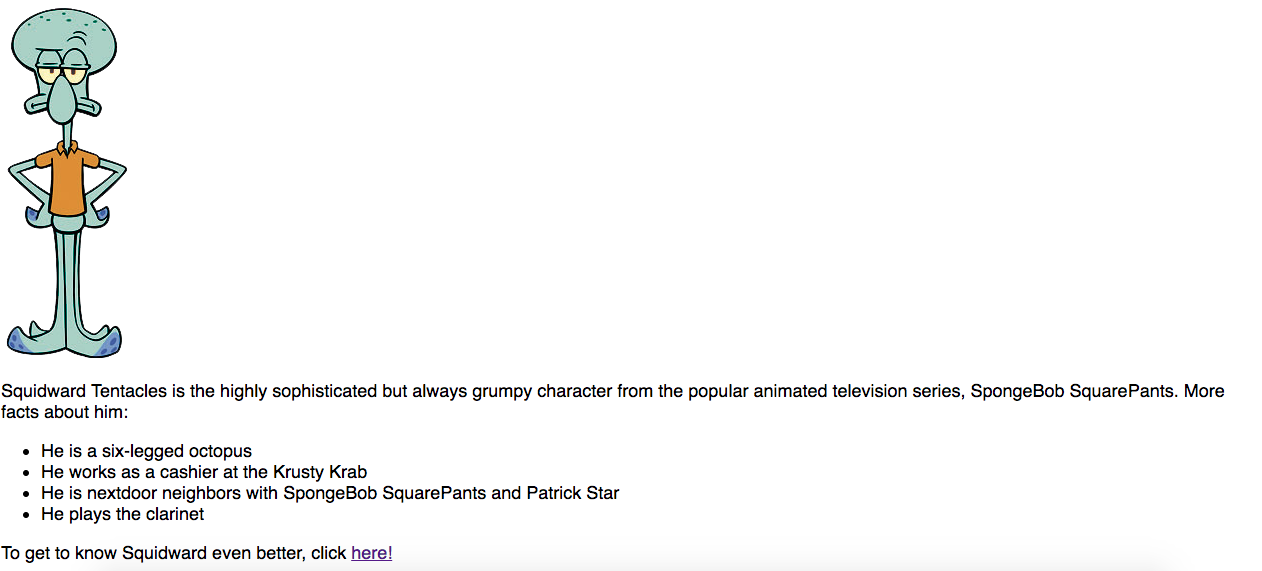 Squidward Tentacles is the highly sophisticated but always grumpy character from the popular animated television series, SpongeBob SquarePants. More
facts about him:
• He is a six-legged octopus
• He works as a cashier at the Krusty Krab
• He is nextdoor neighbors with SpongeBob SquarePants and Patrick Star
• He plays the clarinet
To get to know Squidward even better, click here!